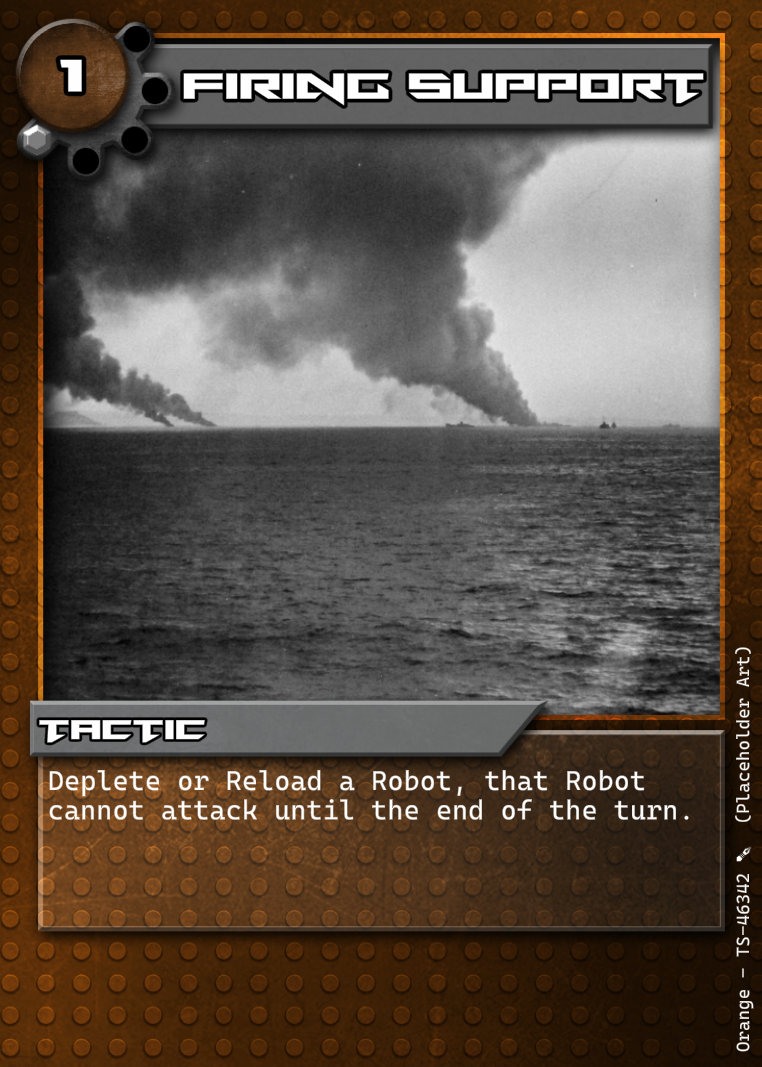 1
FIRING SUPPORT
TACTIC
Deplete or Reload a Robot, that Robot
cannot attack until the end of the turn.
Orange - TS-46342 ✒ (Placeholder Art)